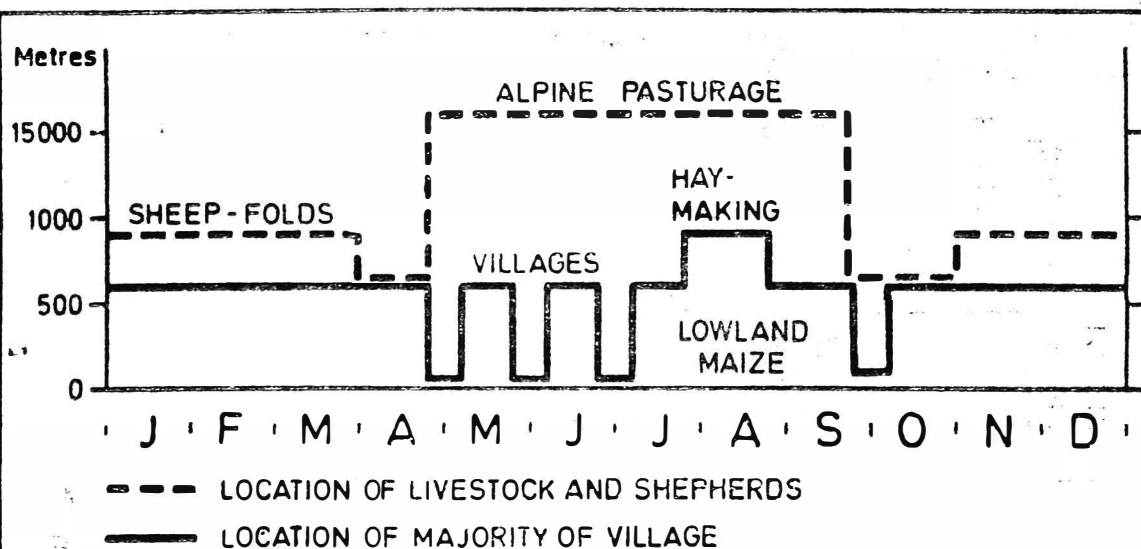 Metres
ALPINE PASTURAGE
15000
HAY-
MAKING
1000
SHEEP-FOLDS
VILLAGES
500
LOWLAND
MAIZE
0
J F M A M J J A S O N D
LOCATION OF LIVESTOCK AND SHEPHERDS
LOCATION OF MAJORITY OF VILLAGE